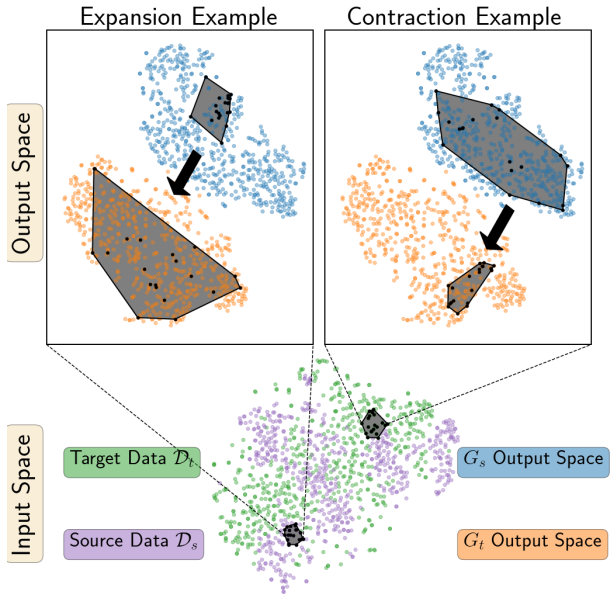 Expansion Example
Contraction Example
Output Space
Input Space
Target Data 𝒟ₜ
Source Data 𝒟ₛ
Gₛ Output Space
Gₜ Output Space